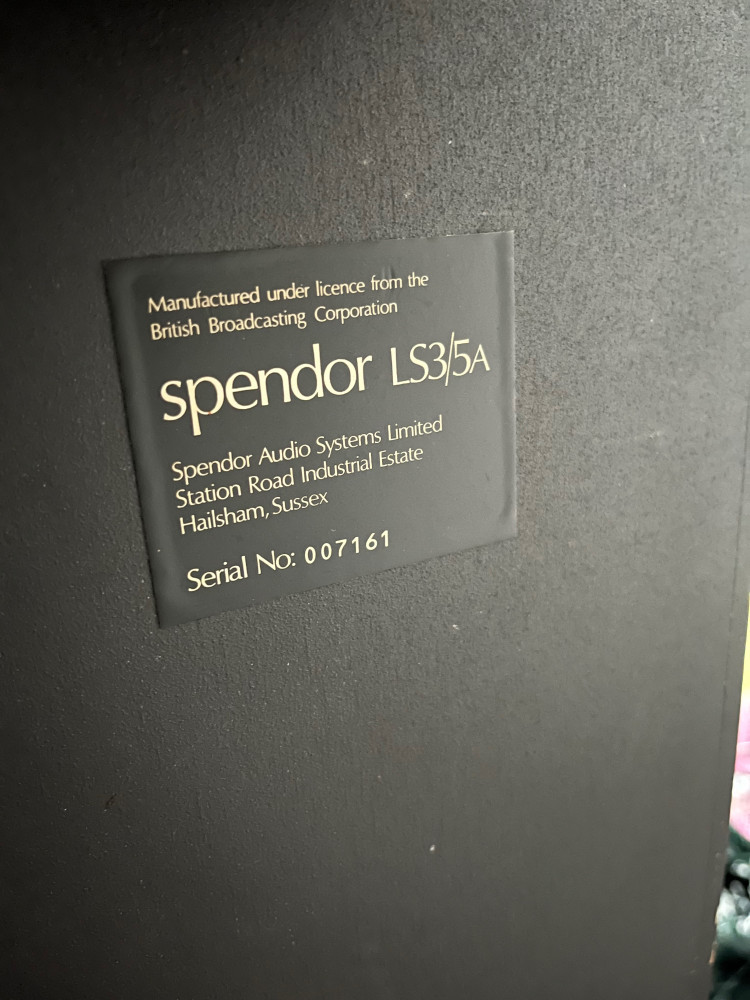 Manufactured under licence from the
British Broadcasting Corporation
spendor LS3/5A
Spendor Audio Systems Limited
Station Road Industrial Estate
Hailsham, Sussex
Serial No: 007161